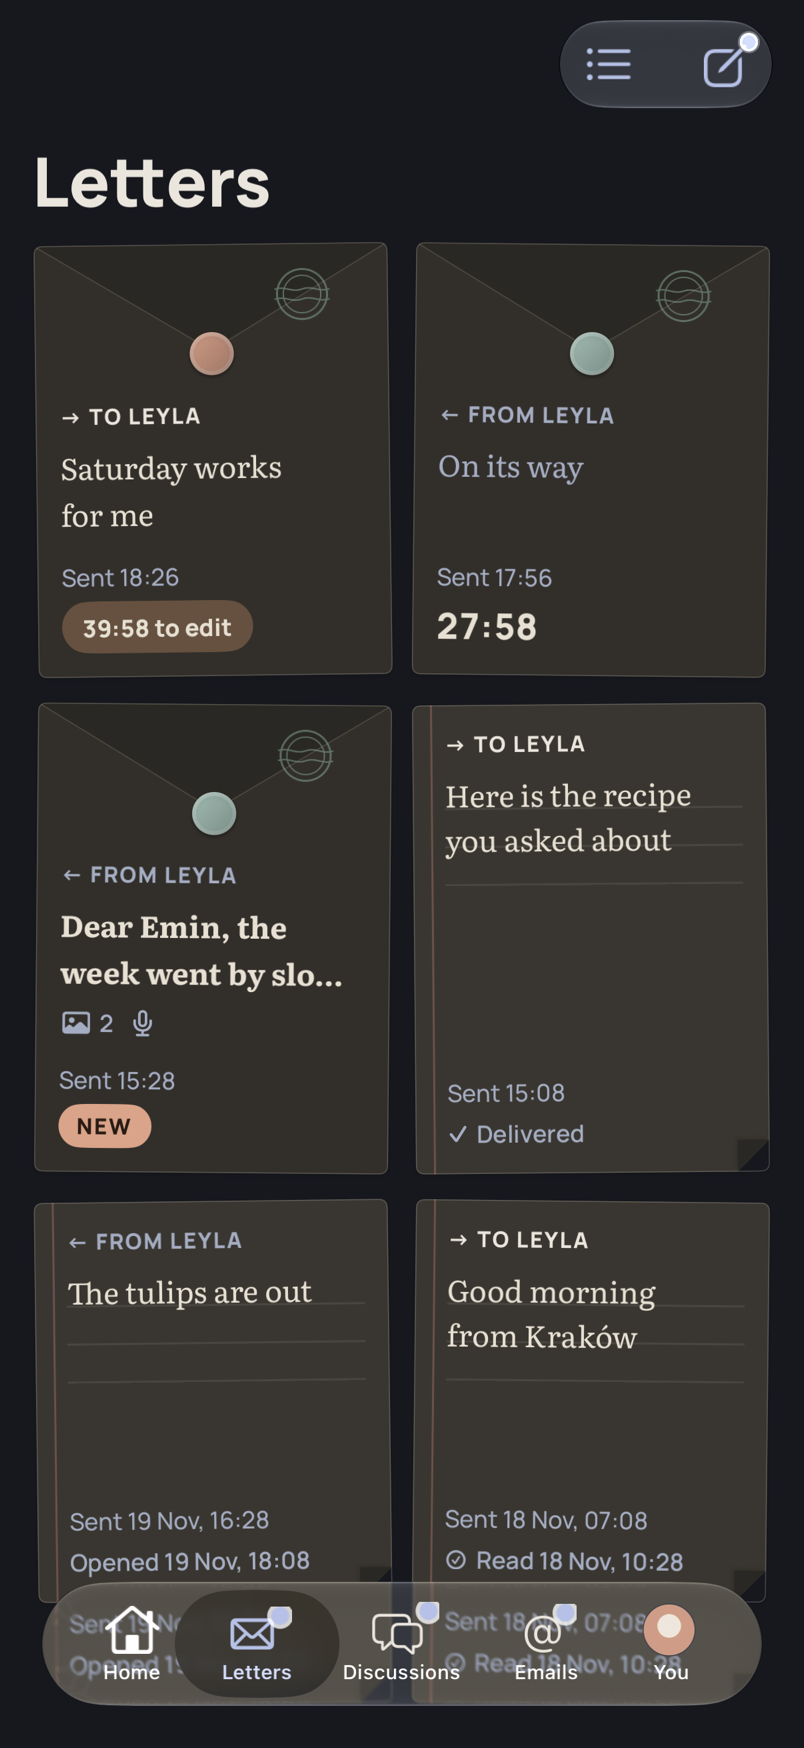 Letters
→ TO LEYLA
Saturday works
for me
Sent 18:26
39:58 to edit
← FROM LEYLA
On its way
Sent 17:56
27:58
← FROM LEYLA
Dear Emin, the
week went by slo...
2
Sent 15:28
NEW
→ TO LEYLA
Here is the recipe
you asked about
Sent 15:08
Delivered
← FROM LEYLA
The tulips are out
Sent 19 Nov, 16:28
Opened 19 Nov, 18:08
→ TO LEYLA
Good morning
from Kraków
Sent 18 Nov, 07:08
Read 18 Nov, 10:28
Home
Letters
Discussions
Emails
You